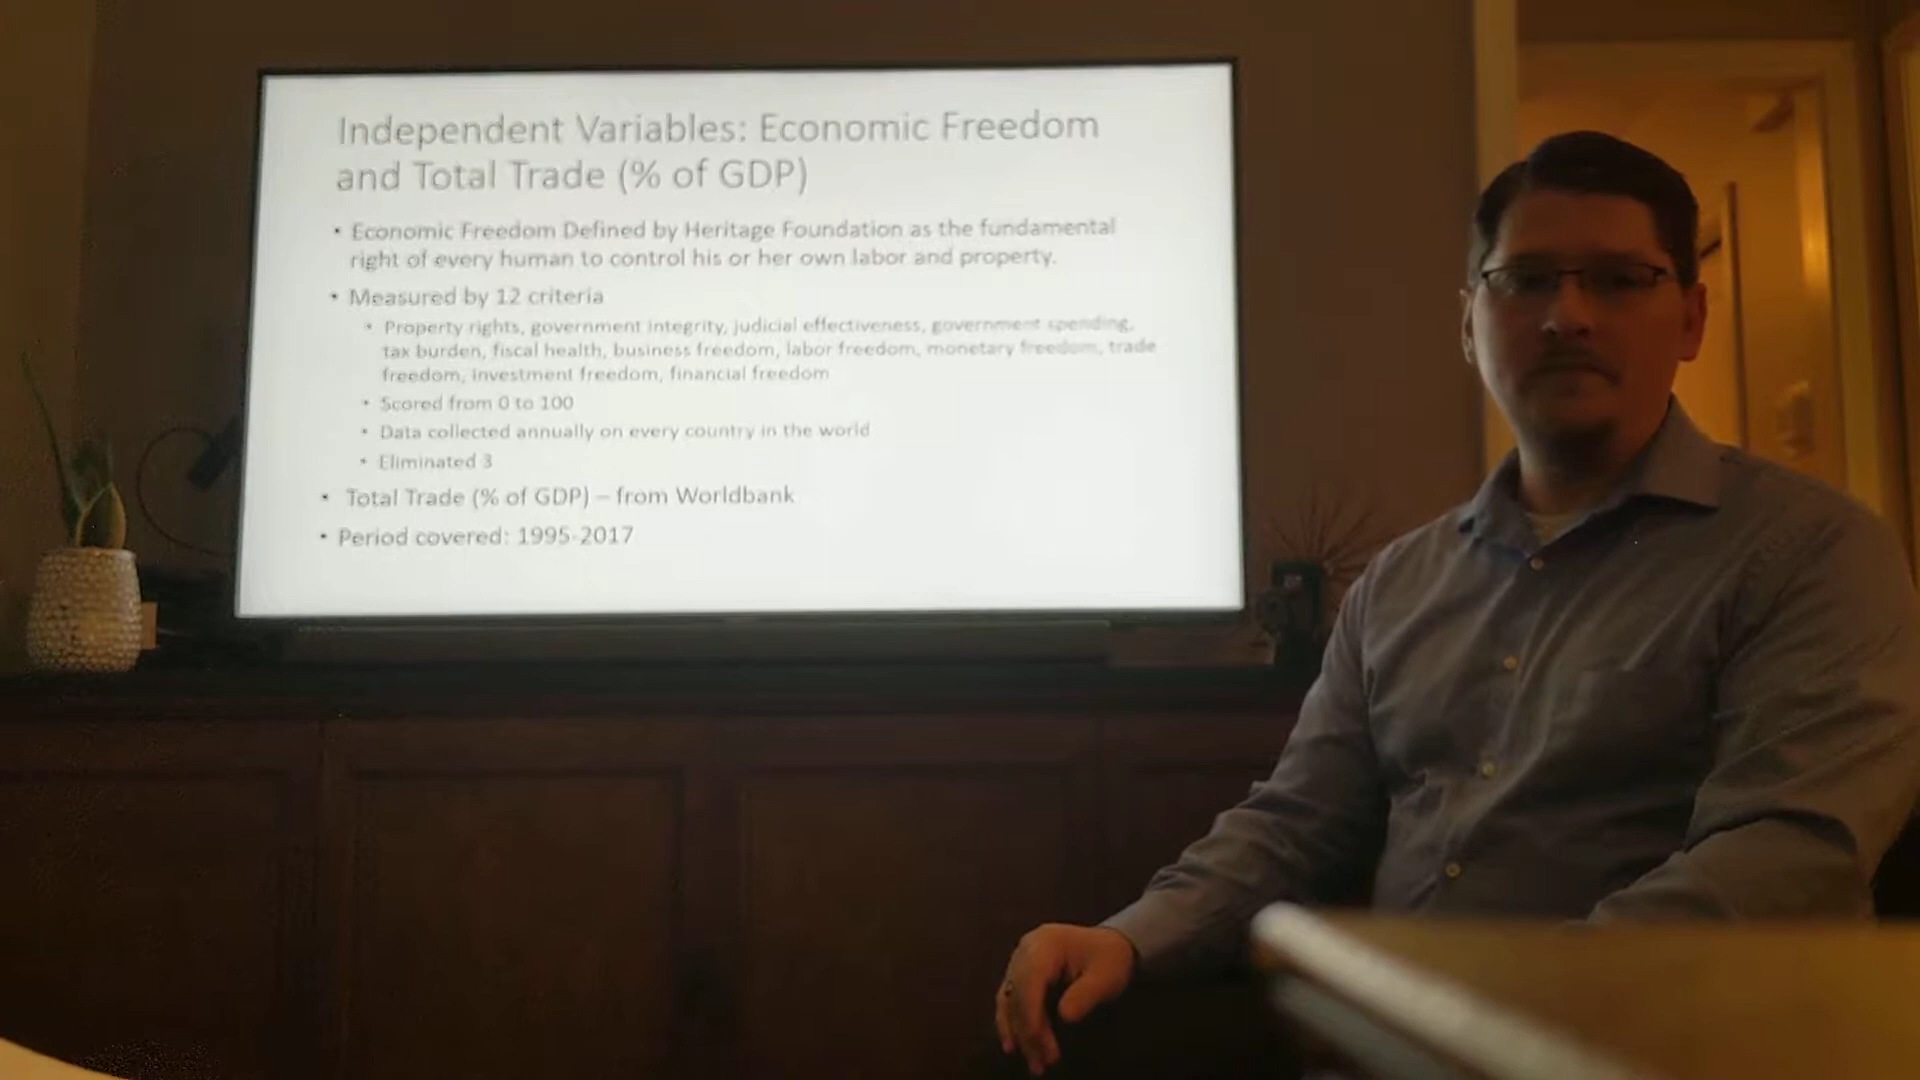 Independent Variables: Economic Freedom
and Total Trade (% of GDP)
• Economic Freedom Defined by Heritage Foundation as the fundamental
right of every human to control his or her own labor and property.
• Measured by 12 criteria
• Property rights, government integrity, judicial effectiveness, government spending,
tax burden, fiscal health, business freedom, labor freedom, monetary freedom, trade
freedom, investment freedom, financial freedom
• Scored from 0 to 100
• Data collected annually on every country in the world
• Eliminated 3
• Total Trade (% of GDP) – from Worldbank
• Period covered: 1995-2017